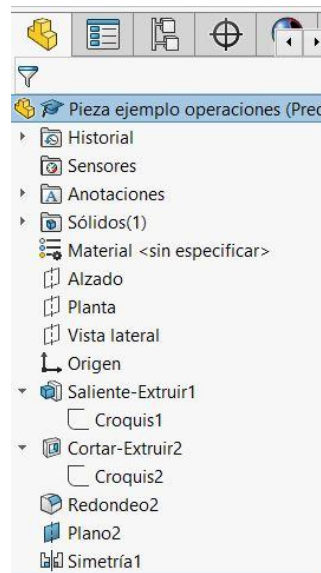 Pieza ejemplo operaciones (Pred
Historial
Sensores
Anotaciones
Sólidos(1)
Material <sin especificar>
Alzado
Planta
Vista lateral
Origen
Saliente-Extruir1
Croquis1
Cortar-Extruir2
Croquis2
Redondeo2
Plano2
Simetría1